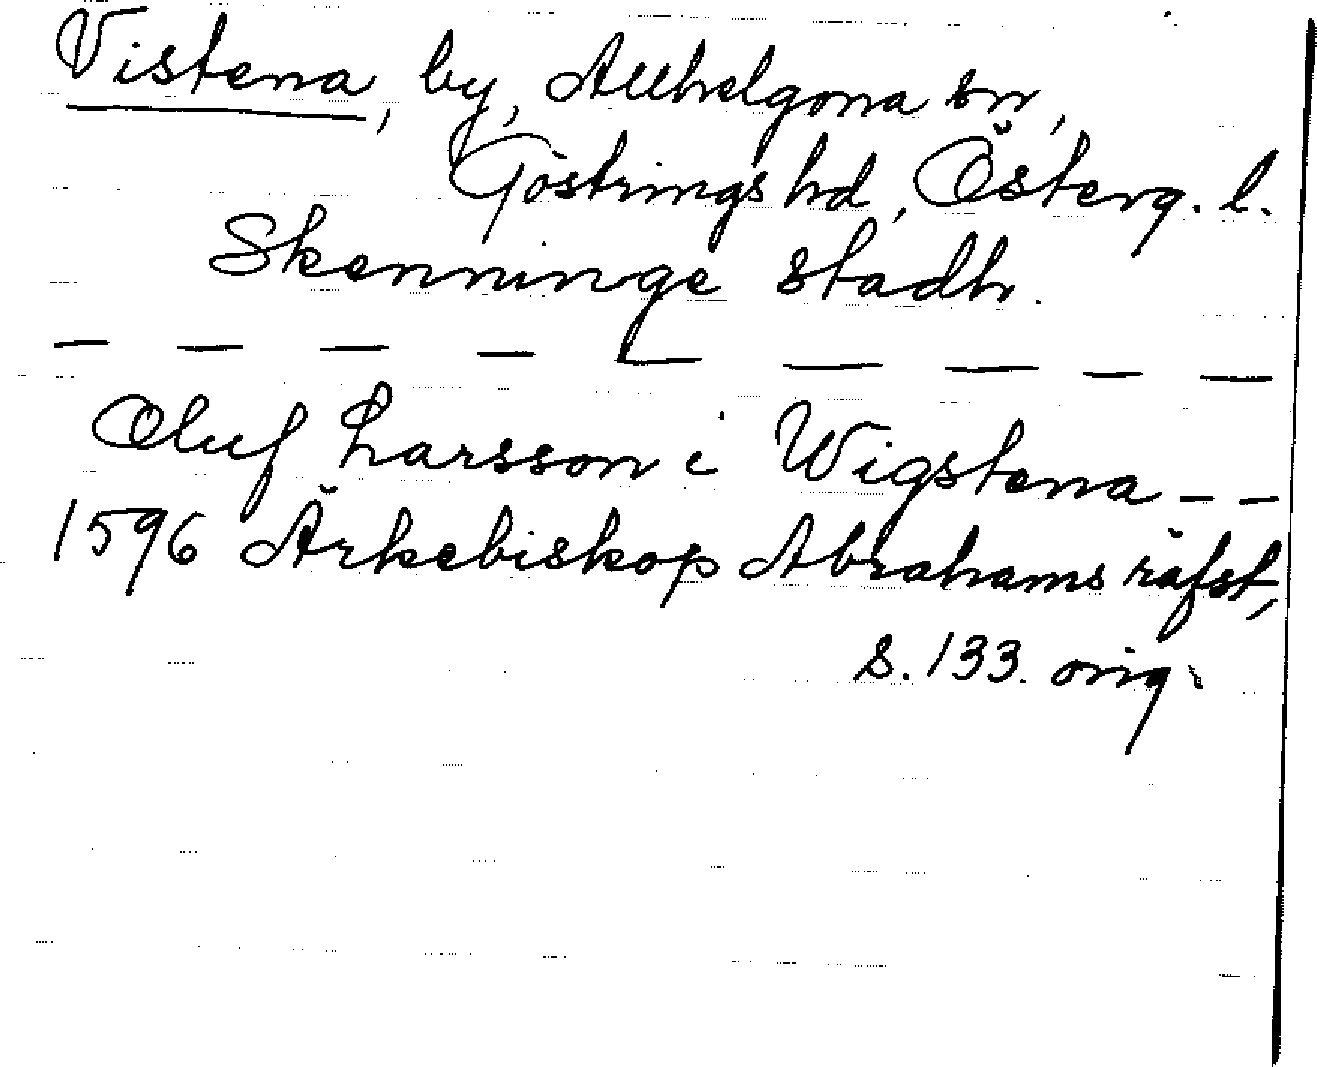 Vistena, by, Allhelgona sn,
Göstrings hd, Österg. l.
Skenninge stadh.
— — — — — — — — —
Oluf Larsson i Wigstena – –
1596 Ärkebiskop Abrahams räfst,
s. 133. orig.